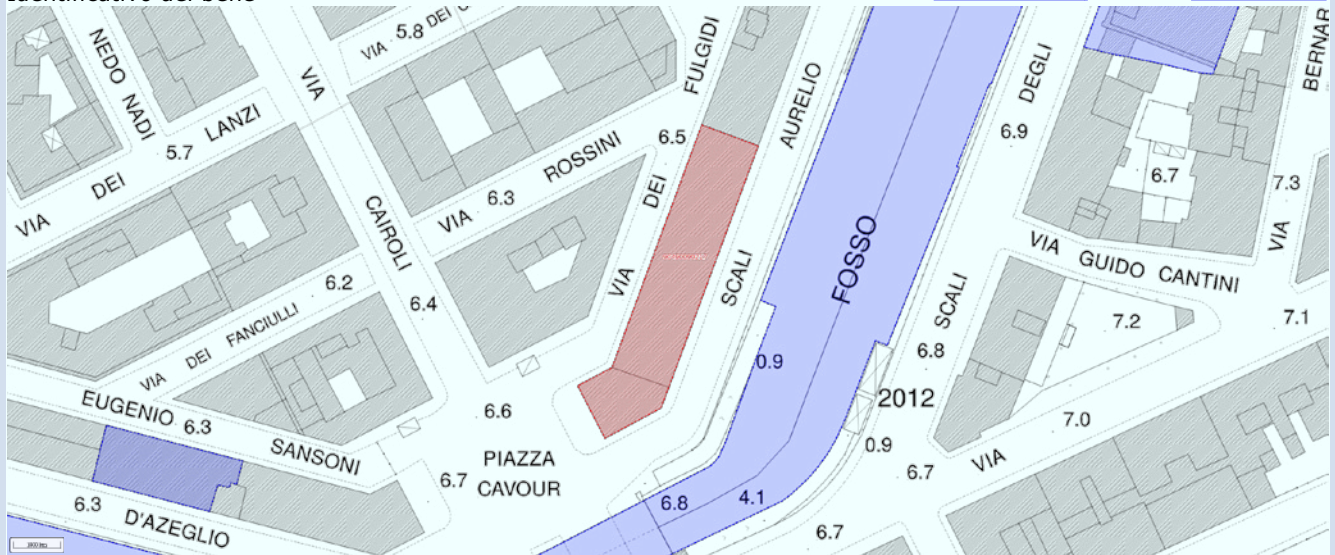 NEDO NADI
VIA
VIA 5.8 DEI
FULGIDI
AURELIO
DEGLI
BERNAR
LANZI
5.7
DEI
VIA
6.5
ROSSINI
6.3
VIA
DEI
VIA
CAIROLI
6.9
6.7
7.3
VIA
SCALI
FOSSO
VIA GUIDO CANTINI
6.2
6.4
VIA DEI FANCIULLI
SCALI
7.2
7.1
6.8
0.9
2012
EUGENIO 6.3
SANSONI
6.6
7.0
PIAZZA
CAVOUR
6.7
0.9
6.7
VIA
6.3
D'AZEGLIO
6.8
4.1
6.7